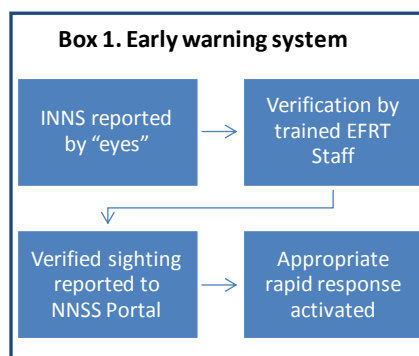 Box 1. Early warning system
INNS reported
by “eyes”
Verification by
trained EFRT
Staff
Verified sighting
reported to
NNSS Portal
Appropriate
rapid response
activated